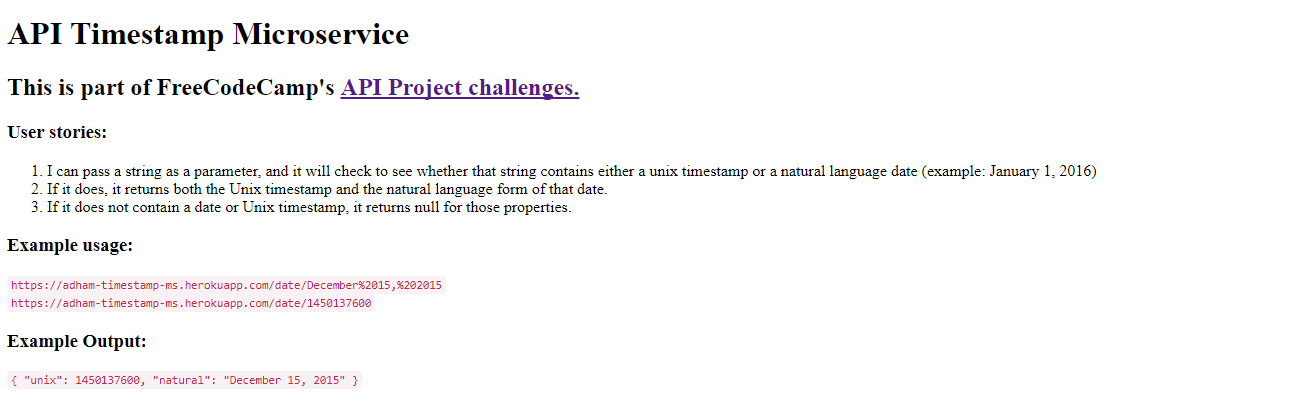 API Timestamp Microservice
This is part of FreeCodeCamp's API Project challenges.
User stories:
1. I can pass a string as a parameter, and it will check to see whether that string contains either a unix timestamp or a natural language date (example: January 1, 2016)
2. If it does, it returns both the Unix timestamp and the natural language form of that date.
3. If it does not contain a date or Unix timestamp, it returns null for those properties.
Example usage:
https://adham-timestamp-ms.herokuapp.com/date/December%2015,%202015
https://adham-timestamp-ms.herokuapp.com/date/1450137600
Example Output:
{ "unix": 1450137600, "natural": "December 15, 2015" }